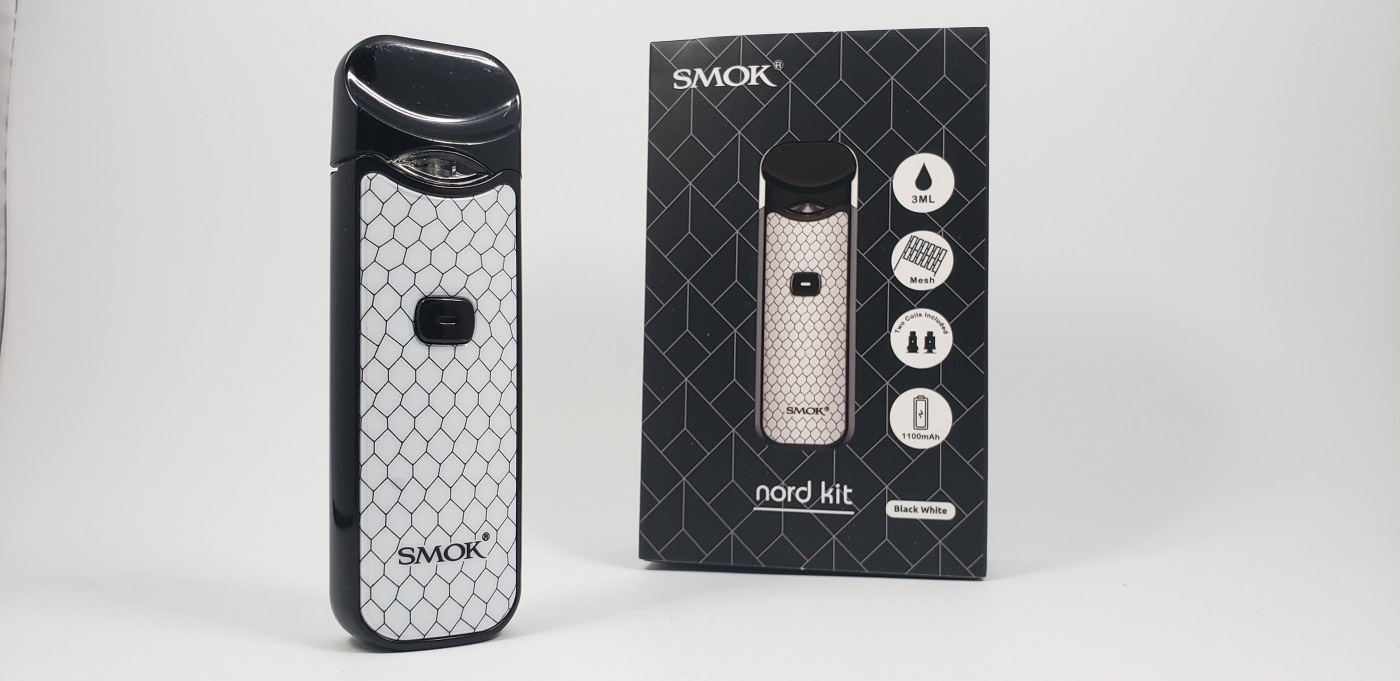 SMOK®
SMOK®
3ML
Mesh
Two Coils Included
1100mAh
SMOK®
nord kit
Black White